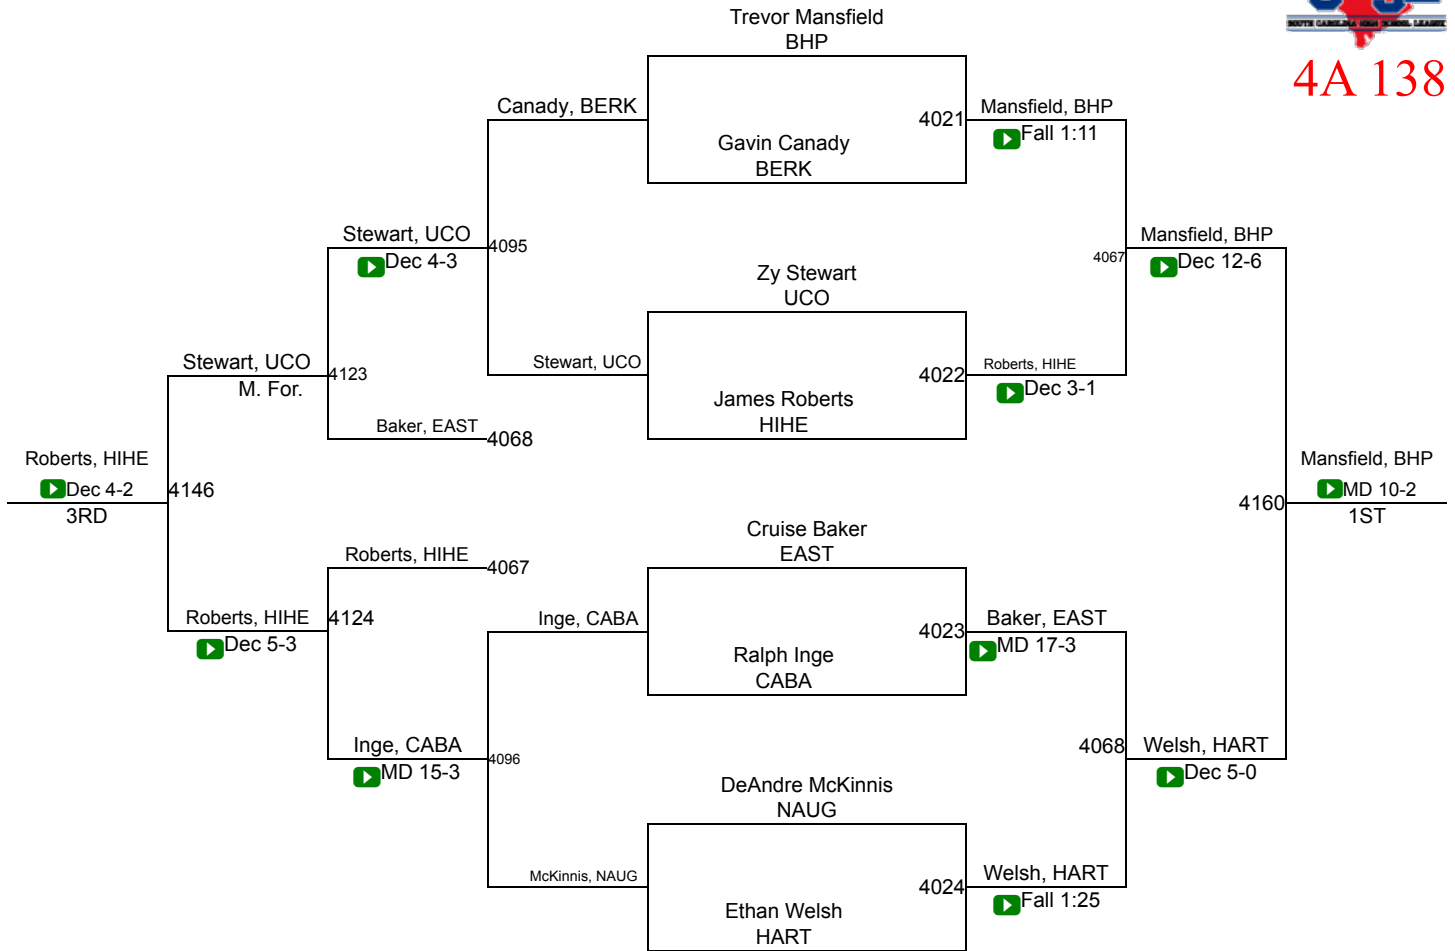 SOUTH CAROLINA HIGH SCHOOL LEAGUE
4A 138
Trevor Mansfield
BHP
Canady, BERK
4021
Mansfield, BHP
Fall 1:11
Gavin Canady
BERK
Stewart, UCO
4095
Dec 4-3
Mansfield, BHP
4067
Dec 12-6
Zy Stewart
UCO
Stewart, UCO
4123
M. For.
Stewart, UCO
4022
Roberts, HIHE
Dec 3-1
James Roberts
HIHE
Baker, EAST
4068
Roberts, HIHE
Dec 4-2
3RD
4146
Mansfield, BHP
4160
MD 10-2
1ST
Cruise Baker
EAST
Roberts, HIHE
4067
Roberts, HIHE
4124
Dec 5-3
Inge, CABA
4023
Baker, EAST
MD 17-3
Ralph Inge
CABA
Inge, CABA
4096
MD 15-3
4068
Welsh, HART
Dec 5-0
DeAndre McKinnis
NAUG
McKinnis, NAUG
4024
Welsh, HART
Fall 1:25
Ethan Welsh
HART